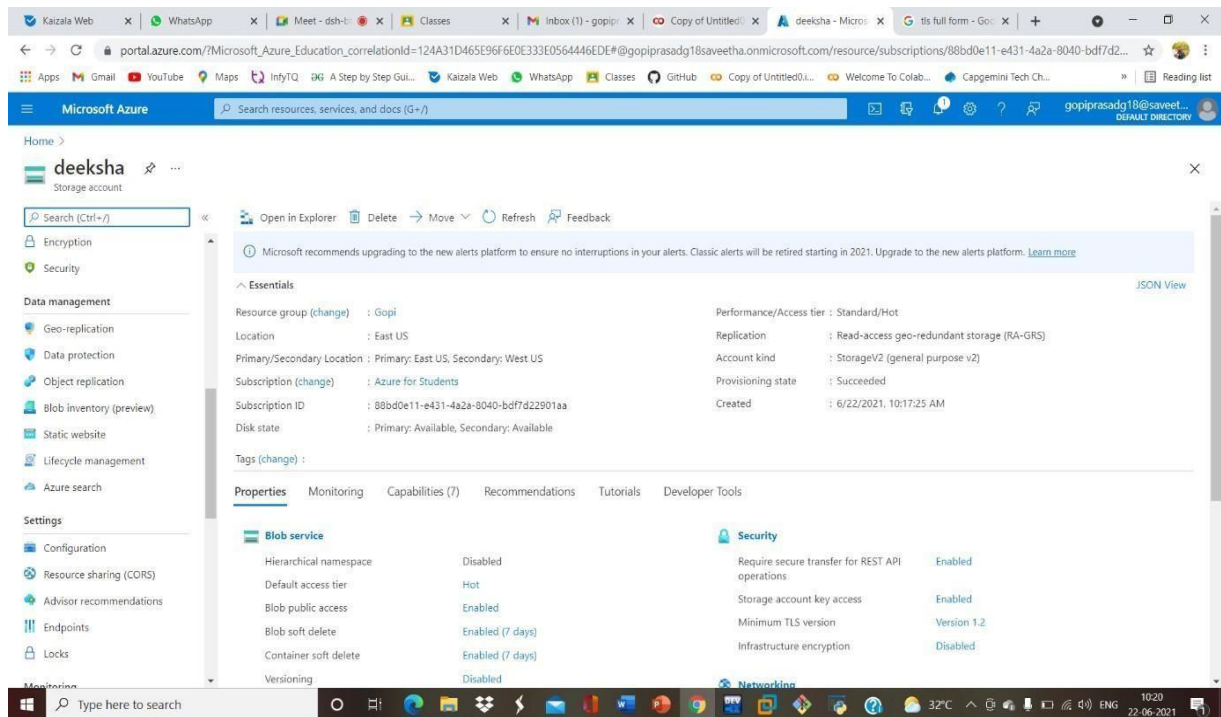 Kaizala Web
WhatsApp
Meet - dsh-b
Classes
Inbox (1) - gopipr
Copy of Untitled
deeksha - Micros
tls full form - Goo
portal.azure.com/?Microsoft_Azure_Education_correlationId=124A31D465E96F6E0E333E0564446EDE#@gopiprasadg18saveetha.onmicrosoft.com/resource/subscriptions/88bd0e11-e431-4a2a-8040-bdf7d2...
Apps Gmail YouTube Maps InfyTQ A Step by Step Gui... Kaizala Web WhatsApp Classes GitHub Copy of Untitled0.i... Welcome To Colab... Capgemini Tech Ch... » Reading list
Microsoft Azure
Search resources, services, and docs (G+/)
1
gopiprasadg18@saveet...
DEFAULT DIRECTORY
Home >
deeksha ...
Storage account
Search (Ctrl+/) «
Encryption
Security
Data management
Geo-replication
Data protection
Object replication
Blob inventory (preview)
Static website
Lifecycle management
Azure search
Settings
Configuration
Resource sharing (CORS)
Advisor recommendations
Endpoints
Locks
Monitoring
Open in Explorer Delete Move Refresh Feedback
Microsoft recommends upgrading to the new alerts platform to ensure no interruptions in your alerts. Classic alerts will be retired starting in 2021. Upgrade to the new alerts platform. Learn more
Essentials
JSON View
Resource group (change) : Gopi
Location : East US
Primary/Secondary Location : Primary: East US, Secondary: West US
Subscription (change) : Azure for Students
Subscription ID : 88bd0e11-e431-4a2a-8040-bdf7d22901aa
Disk state : Primary: Available, Secondary: Available
Performance/Access tier : Standard/Hot
Replication : Read-access geo-redundant storage (RA-GRS)
Account kind : StorageV2 (general purpose v2)
Provisioning state : Succeeded
Created : 6/22/2021, 10:17:25 AM
Tags (change) :
Properties Monitoring Capabilities (7) Recommendations Tutorials Developer Tools
Blob service
Hierarchical namespace Disabled
Default access tier Hot
Blob public access Enabled
Blob soft delete Enabled (7 days)
Container soft delete Enabled (7 days)
Versioning Disabled
Security
Require secure transfer for REST API
operations Enabled
Storage account key access Enabled
Minimum TLS version Version 1.2
Infrastructure encryption Disabled
Networking
Type here to search
32°C
ENG
10:20
22-06-2021